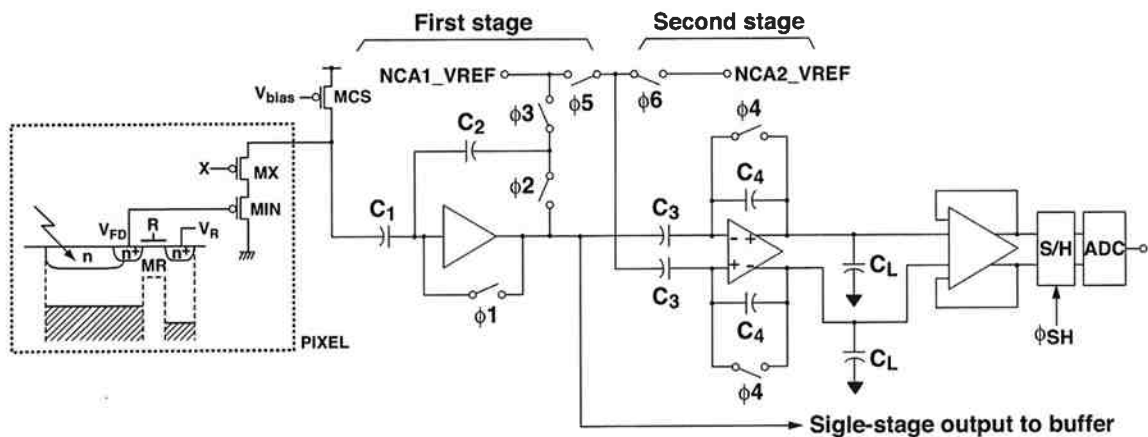 First stage
Second stage
NCA1_VREF
NCA2_VREF
Vbias
MCS
ϕ5
ϕ6
ϕ3
ϕ4
C2
X
MX
ϕ2
C4
MIN
C1
C3
VFD
R
VR
n
n+
n+
MR
- +
+ -
S/H
ADC
C3
CL
ϕ1
C4
PIXEL
ϕSH
CL
ϕ4
Sigle-stage output to buffer